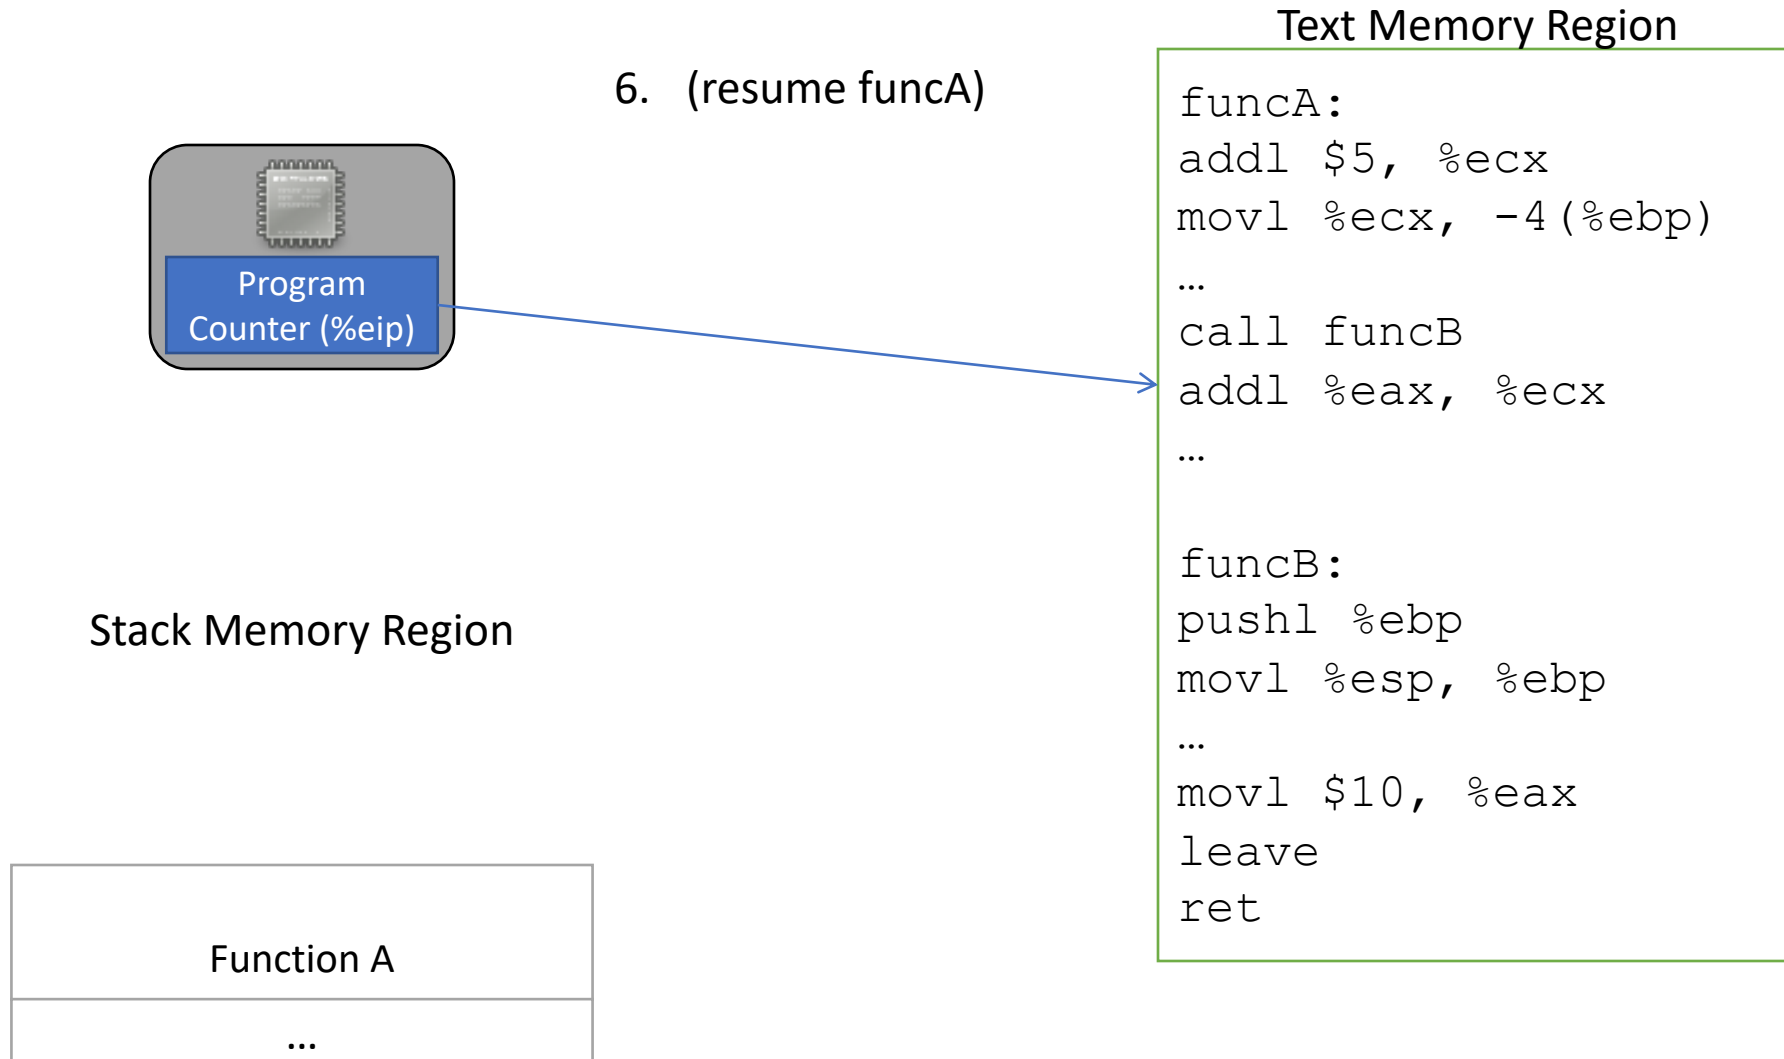 Text Memory Region
6. (resume funcA)
Program
Counter (%eip)
funcA:
addl $5, %ecx
movl %ecx, -4(%ebp)
…
call funcB
addl %eax, %ecx
…
funcB:
pushl %ebp
movl %esp, %ebp
…
movl $10, %eax
leave
ret
Stack Memory Region
Function A
…